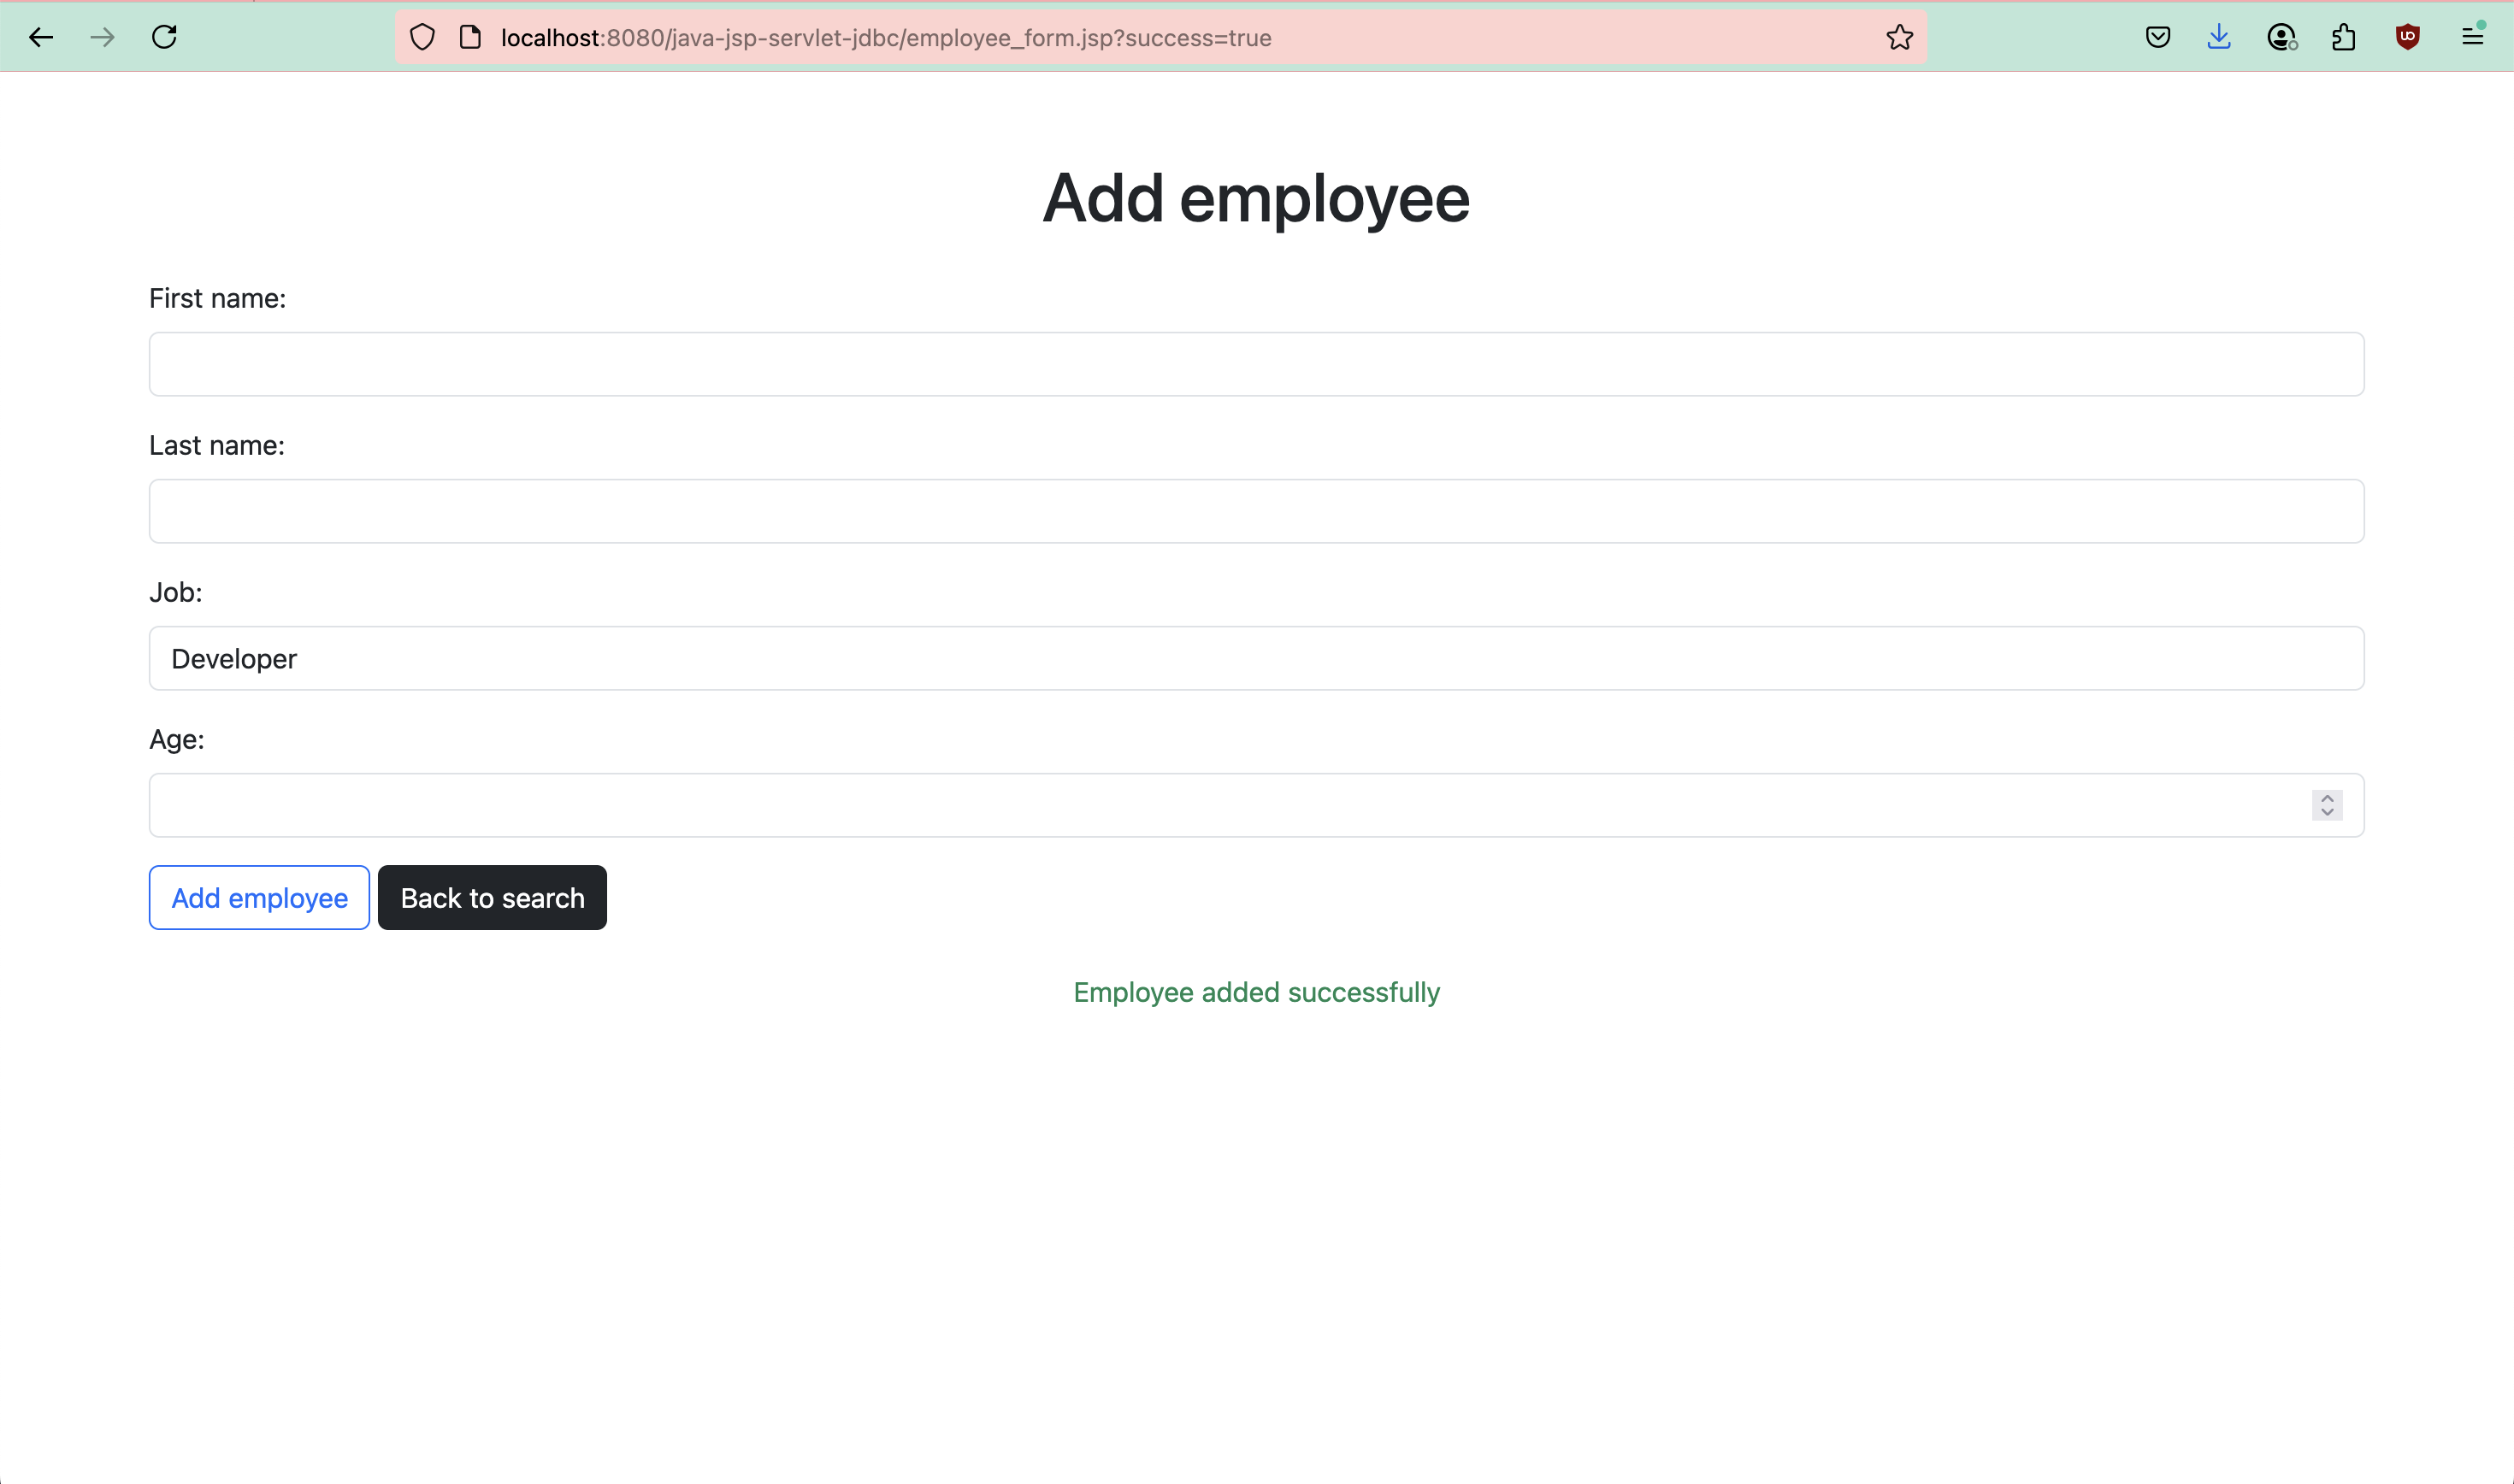 localhost:8080/java-jsp-servlet-jdbc/employee_form.jsp?success=true
Add employee
First name:
Last name:
Job:
Developer
Age:
Add employee Back to search
Employee added successfully